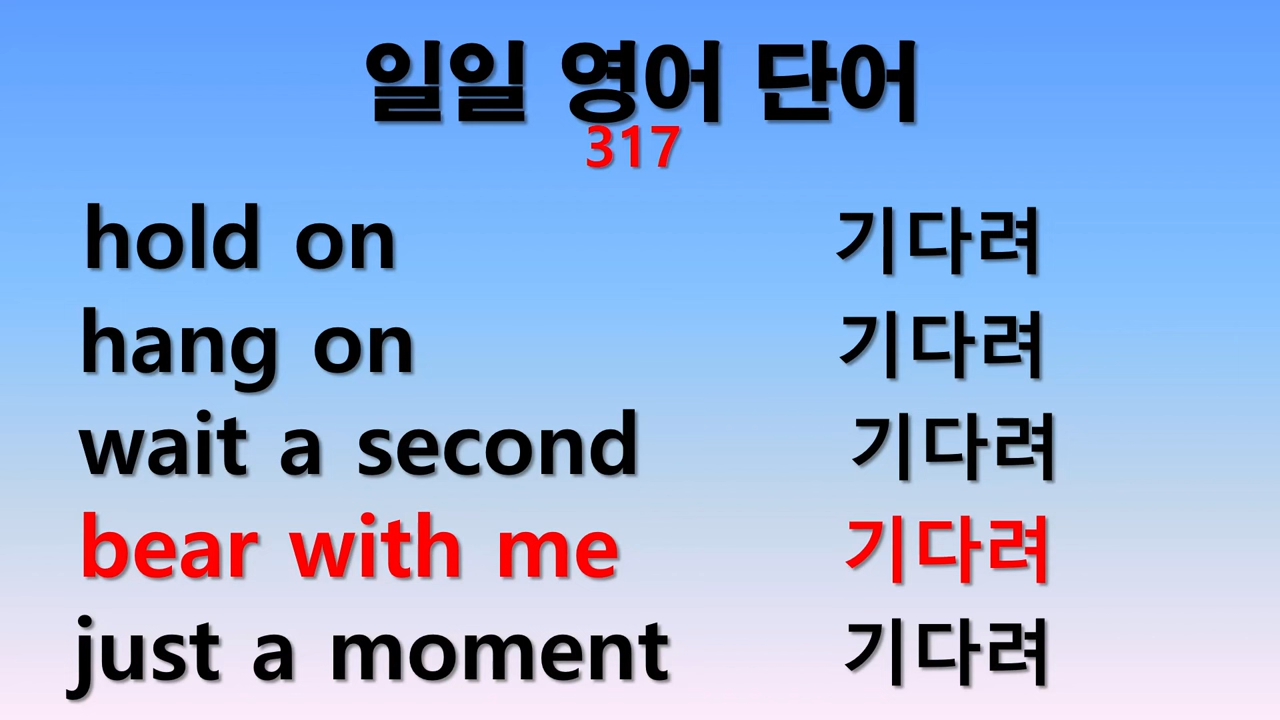 일일 영어 단어
317
hold on 기다려
hang on 기다려
wait a second 기다려
bear with me 기다려
just a moment 기다려